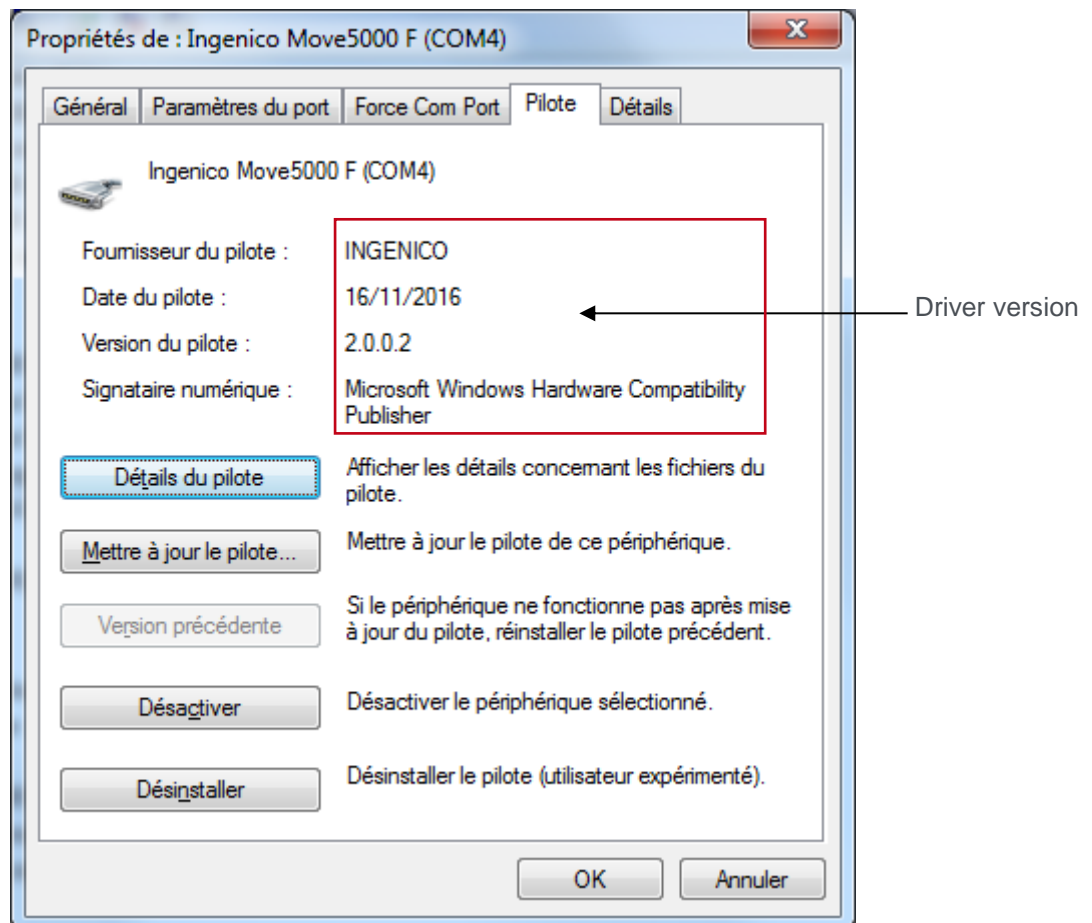 Propriétés de : Ingenico Move5000 F (COM4)
Général
Paramètres du port
Force Com Port
Pilote
Détails
Ingenico Move5000 F (COM4)
Fournisseur du pilote : INGENICO
Date du pilote : 16/11/2016
Version du pilote : 2.0.0.2
Signataire numérique : Microsoft Windows Hardware Compatibility
Publisher
Driver version
Détails du pilote
Afficher les détails concernant les fichiers du
pilote.
Mettre à jour le pilote...
Mettre à jour le pilote de ce périphérique.
Version précédente
Si le périphérique ne fonctionne pas après mise
à jour du pilote, réinstaller le pilote précédent.
Désactiver
Désactiver le périphérique sélectionné.
Désinstaller
Désinstaller le pilote (utilisateur expérimenté).
OK
Annuler